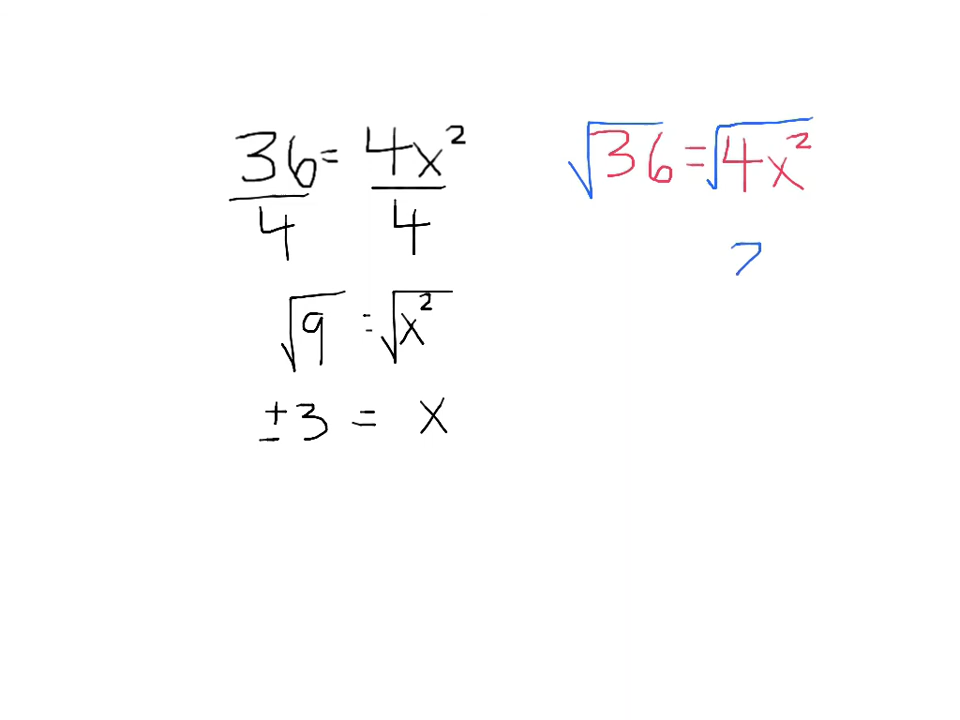 36 = 4x²
4 4
√9 = √x²
± 3 = x
√36 = √4x²